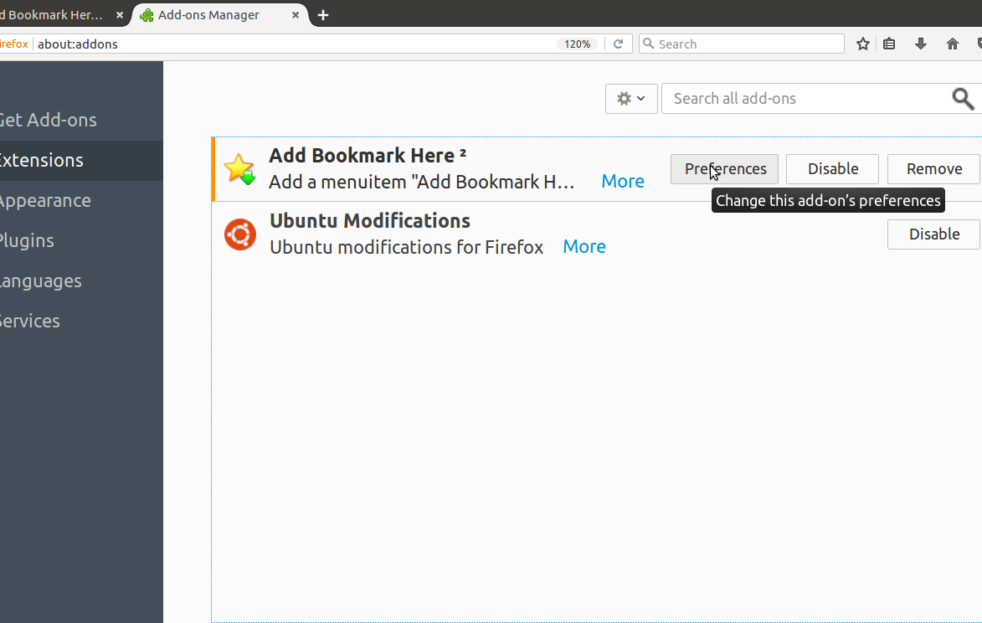 d Bookmark Her... × Add-ons Manager × +
irefox about:addons 120% Search
Get Add-ons
Search all add-ons
Extensions
Appearance
Plugins
Languages
Services
Add Bookmark Here ²
Add a menuitem "Add Bookmark H... More
Preferences Disable Remove
Change this add-on's preferences
Ubuntu Modifications
Ubuntu modifications for Firefox More
Disable